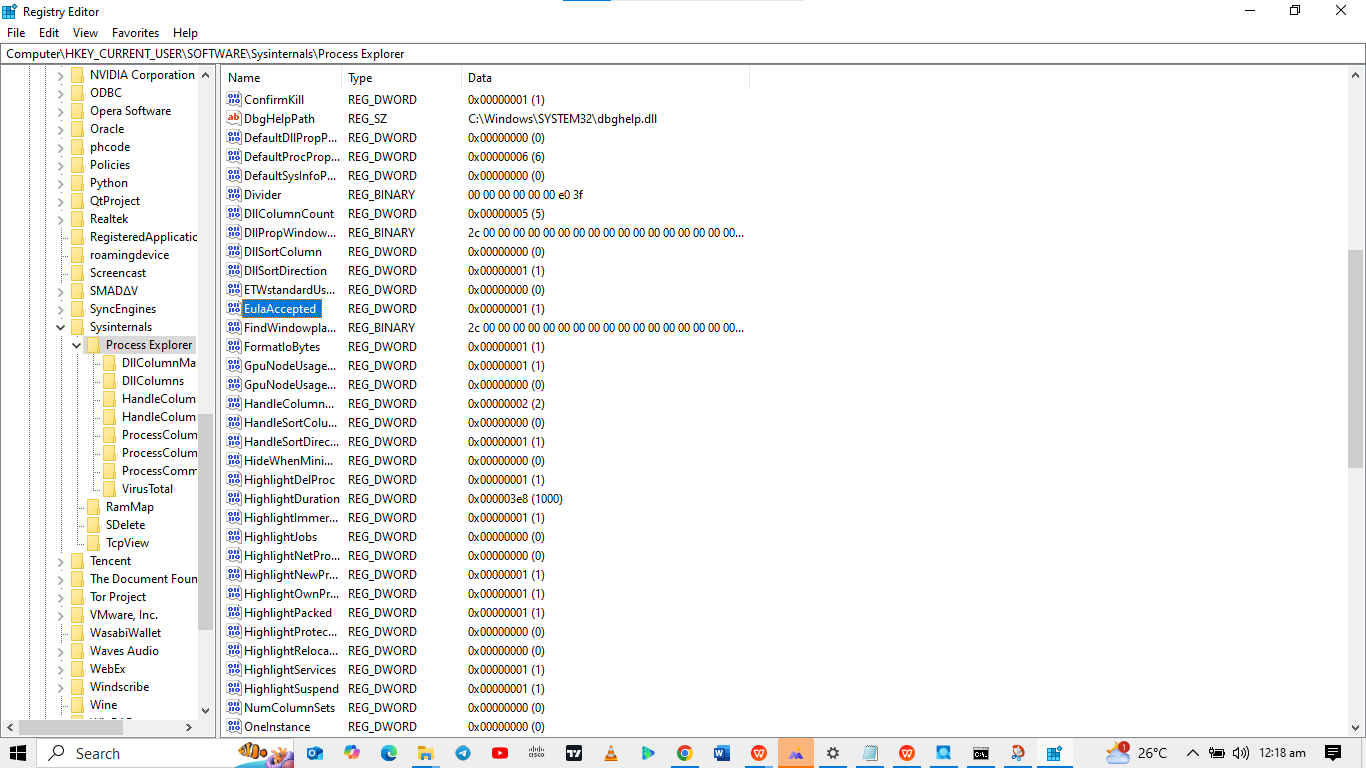 Registry Editor
File Edit View Favorites Help
Computer\HKEY_CURRENT_USER\SOFTWARE\Sysinternals\Process Explorer
NVIDIA Corporation
ODBC
Opera Software
Oracle
phcode
Policies
Python
QtProject
Realtek
RegisteredApplicatic
roamingdevice
Screencast
SMADΔV
SyncEngines
Sysinternals
Process Explorer
DllColumnMa
DllColumns
HandleColum
HandleColum
ProcessColum
ProcessColum
ProcessComm
VirusTotal
RamMap
SDelete
TcpView
Tencent
The Document Foun
Tor Project
VMware, Inc.
WasabiWallet
Waves Audio
WebEx
Windscribe
Wine
Name Type Data
ConfirmKill REG_DWORD 0x00000001 (1)
DbgHelpPath REG_SZ C:\Windows\SYSTEM32\dbghelp.dll
DefaultDllPropP... REG_DWORD 0x00000000 (0)
DefaultProcProp... REG_DWORD 0x00000006 (6)
DefaultSysInfoP... REG_DWORD 0x00000000 (0)
Divider REG_BINARY 00 00 00 00 00 00 e0 3f
DllColumnCount REG_DWORD 0x00000005 (5)
DllPropWindow... REG_BINARY 2c 00 00 00 00 00 00 00 00 00 00 00 00 00 00 00 00 00...
DllSortColumn REG_DWORD 0x00000000 (0)
DllSortDirection REG_DWORD 0x00000001 (1)
ETWstandardUs... REG_DWORD 0x00000000 (0)
EulaAccepted REG_DWORD 0x00000001 (1)
FindWindowpla... REG_BINARY 2c 00 00 00 00 00 00 00 00 00 00 00 00 00 00 00 00 00...
FormatIoBytes REG_DWORD 0x00000001 (1)
GpuNodeUsage... REG_DWORD 0x00000001 (1)
GpuNodeUsage... REG_DWORD 0x00000000 (0)
HandleColumn... REG_DWORD 0x00000002 (2)
HandleSortColu... REG_DWORD 0x00000000 (0)
HandleSortDirec... REG_DWORD 0x00000001 (1)
HideWhenMini... REG_DWORD 0x00000000 (0)
HighlightDelProc REG_DWORD 0x00000001 (1)
HighlightDuration REG_DWORD 0x000003e8 (1000)
HighlightImmer... REG_DWORD 0x00000001 (1)
HighlightJobs REG_DWORD 0x00000000 (0)
HighlightNetPro... REG_DWORD 0x00000000 (0)
HighlightNewPr... REG_DWORD 0x00000001 (1)
HighlightOwnPr... REG_DWORD 0x00000001 (1)
HighlightPacked REG_DWORD 0x00000001 (1)
HighlightProtec... REG_DWORD 0x00000000 (0)
HighlightReloca... REG_DWORD 0x00000000 (0)
HighlightServices REG_DWORD 0x00000001 (1)
HighlightSuspend REG_DWORD 0x00000001 (1)
NumColumnSets REG_DWORD 0x00000000 (0)
OneInstance REG_DWORD 0x00000000 (0)
Search
26°C 12:18 am